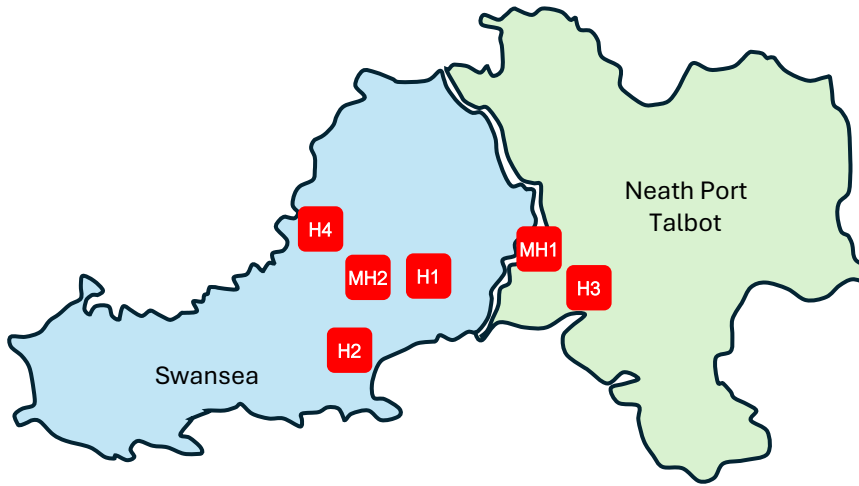 Neath Port
Talbot
H4
MH1
MH2
H1
H3
H2
Swansea